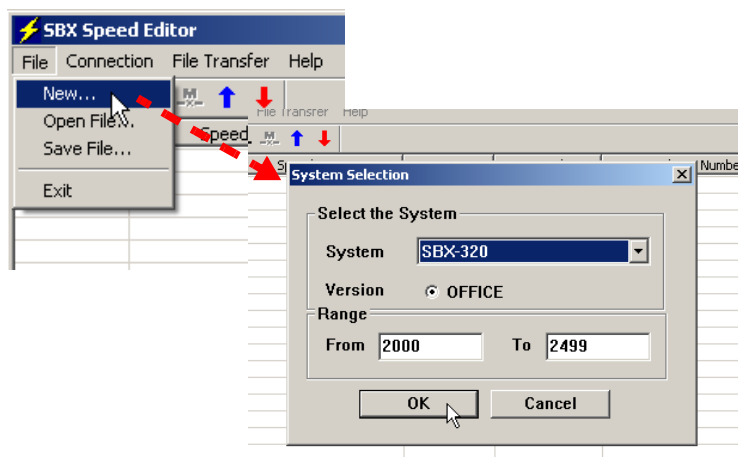 SBX Speed Editor
File Connection File Transfer Help
New...
Open File...
Save File...
Exit
Speed
File Transfer Help
Numbe
System Selection
Select the System
System SBX-320
Version OFFICE
Range
From 2000 To 2499
OK Cancel